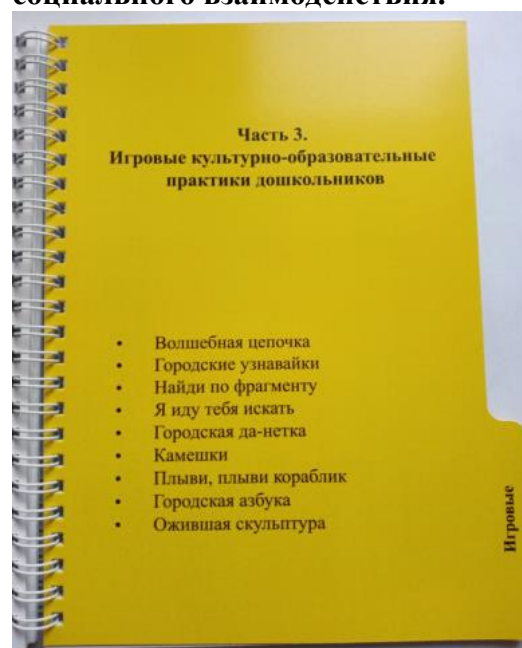 социального взаимодействия.
Часть 3.
Игровые культурно-образовательные
практики дошкольников
• Волшебная цепочка
• Городские узнавайки
• Найди по фрагменту
• Я иду тебя искать
• Городская да-нетка
• Камешки
• Плыви, плыви кораблик
• Городская азбука
• Ожившая скульптура
Игровые